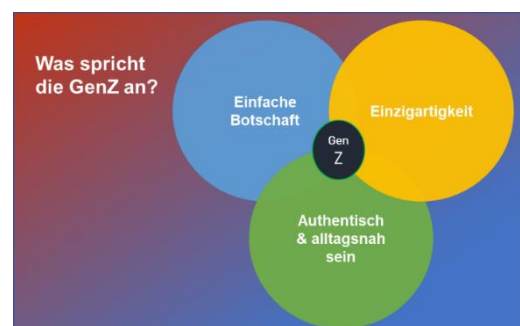 Was spricht
die GenZ an?
Einfache
Botschaft
Einzigartigkeit
Gen
Z
Authentisch
& alltagsnah
sein